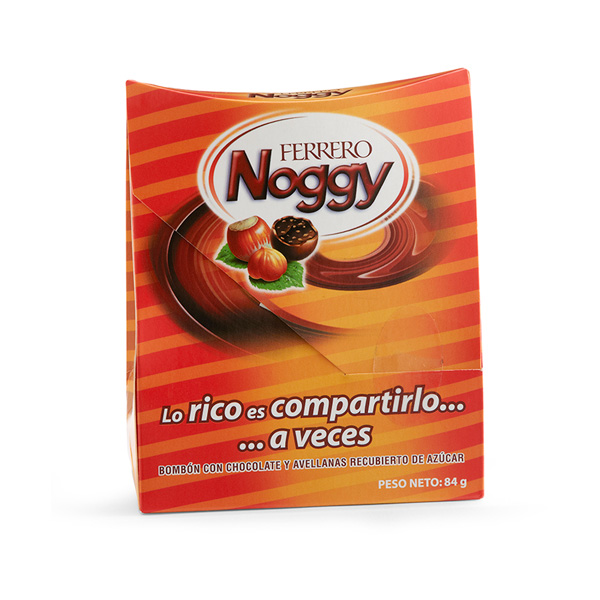 FERRERO
Noggy
Lo rico es compartirlo...
... a veces
BOMBÓN CON CHOCOLATE Y AVELLANAS RECUBIERTO DE AZÚCAR
PESO NETO: 84 g